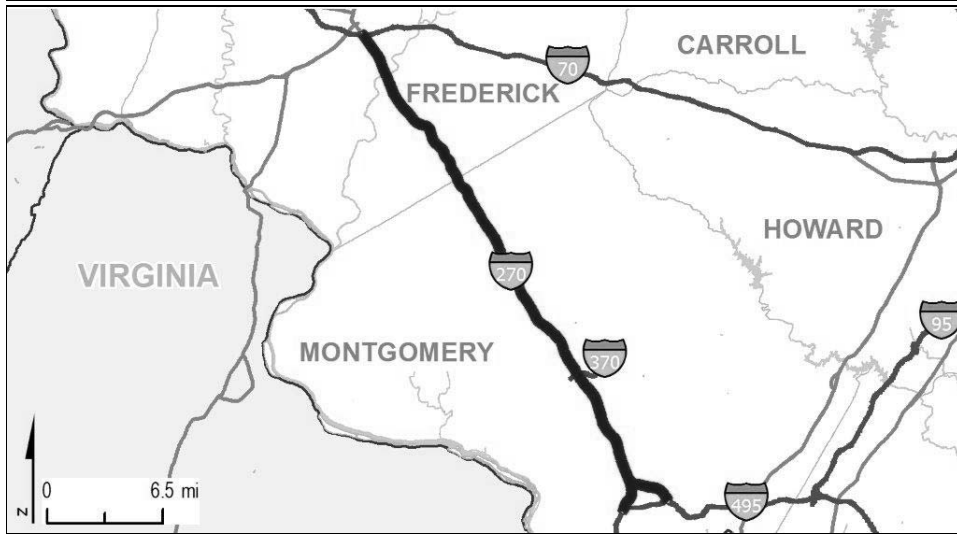 CARROLL
70
FREDERICK
HOWARD
VIRGINIA
270
95
MONTGOMERY
370
0 6.5 mi
N
495